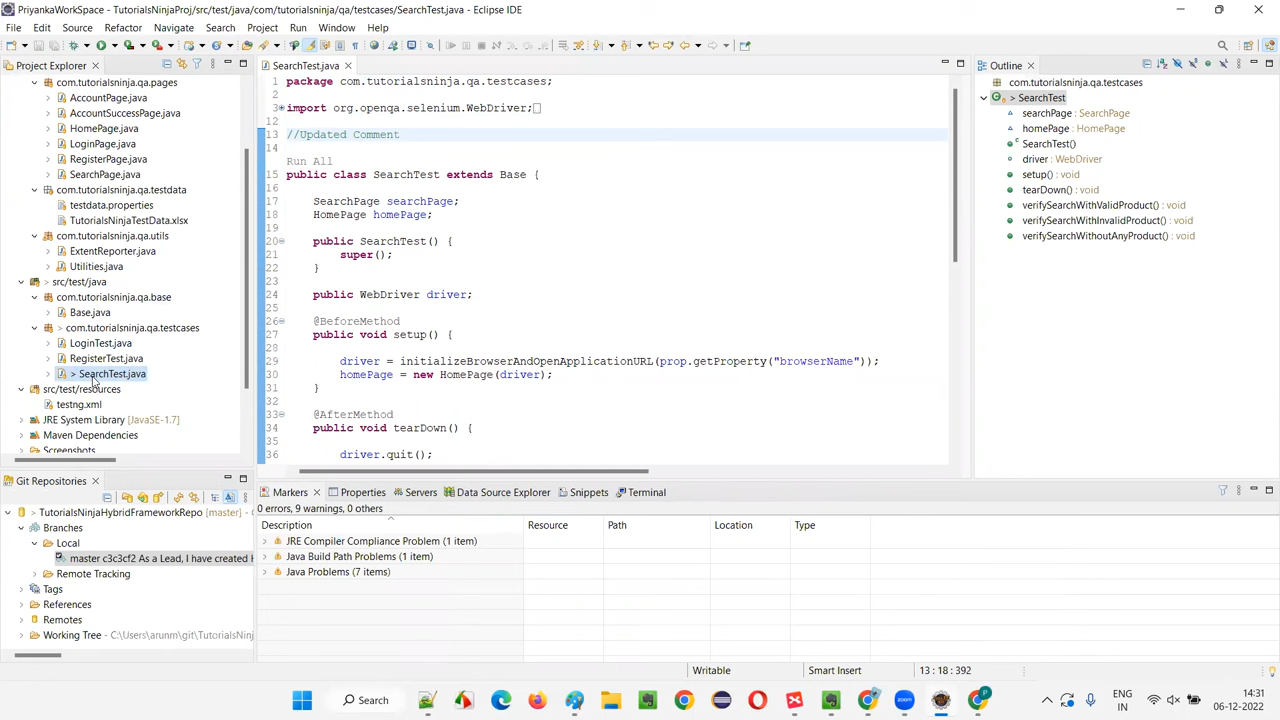 PriyankaWorkSpace - TutorialsNinjaProj/src/test/java/com/tutorialsninja/qa/testcases/SearchTest.java - Eclipse IDE
File Edit Source Refactor Navigate Search Project Run Window Help
Project Explorer
com.tutorialsninja.qa.pages
AccountPage.java
AccountSuccessPage.java
HomePage.java
LoginPage.java
RegisterPage.java
SearchPage.java
com.tutorialsninja.qa.testdata
testdata.properties
TutorialsNinjaTestData.xlsx
com.tutorialsninja.qa.utils
ExtentReporter.java
Utilities.java
> src/test/java
com.tutorialsninja.qa.base
Base.java
> com.tutorialsninja.qa.testcases
LoginTest.java
RegisterTest.java
> SearchTest.java
src/test/resources
testng.xml
JRE System Library [JavaSE-1.7]
Maven Dependencies
Screenshots
Git Repositories
> TutorialsNinjaHybridFrameworkRepo [master]
Branches
Local
master c3c3cf2 As a Lead, I have created
Remote Tracking
Tags
References
Remotes
Working Tree - C:\Users\arunm\git\TutorialsNin
SearchTest.java
1 package com.tutorialsninja.qa.testcases;
2
3 import org.openqa.selenium.WebDriver;
12
13 //Updated Comment
14
Run All
15 public class SearchTest extends Base {
16
17 SearchPage searchPage;
18 HomePage homePage;
19
20 public SearchTest() {
21 super();
22 }
23
24 public WebDriver driver;
25
26 @BeforeMethod
27 public void setup() {
28
29 driver = initializeBrowserAndOpenApplicationURL(prop.getProperty("browserName"));
30 homePage = new HomePage(driver);
31 }
32
33 @AfterMethod
34 public void tearDown() {
35
36 driver.quit();
Outline
com.tutorialsninja.qa.testcases
> SearchTest
searchPage : SearchPage
homePage : HomePage
SearchTest()
driver : WebDriver
setup() : void
tearDown() : void
verifySearchWithValidProduct() : void
verifySearchWithInvalidProduct() : void
verifySearchWithoutAnyProduct() : void
Markers Properties Servers Data Source Explorer Snippets Terminal
0 errors, 9 warnings, 0 others
Description Resource Path Location Type
JRE Compiler Compliance Problem (1 item)
Java Build Path Problems (1 item)
Java Problems (7 items)
Writable Smart Insert 13 : 18 : 392
Search
ENG
IN
14:31
06-12-2022